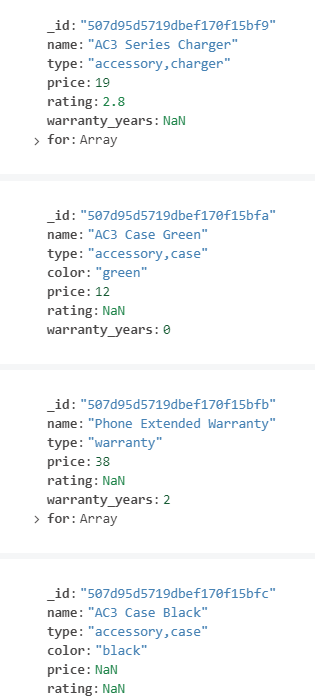 _id: "507d95d5719dbef170f15bf9"
name: "AC3 Series Charger"
type: "accessory,charger"
price: 19
rating: 2.8
warranty_years: NaN
for: Array
_id: "507d95d5719dbef170f15bfa"
name: "AC3 Case Green"
type: "accessory,case"
color: "green"
price: 12
rating: NaN
warranty_years: 0
_id: "507d95d5719dbef170f15bfb"
name: "Phone Extended Warranty"
type: "warranty"
price: 38
rating: NaN
warranty_years: 2
for: Array
_id: "507d95d5719dbef170f15bfc"
name: "AC3 Case Black"
type: "accessory,case"
color: "black"
price: NaN
rating: NaN